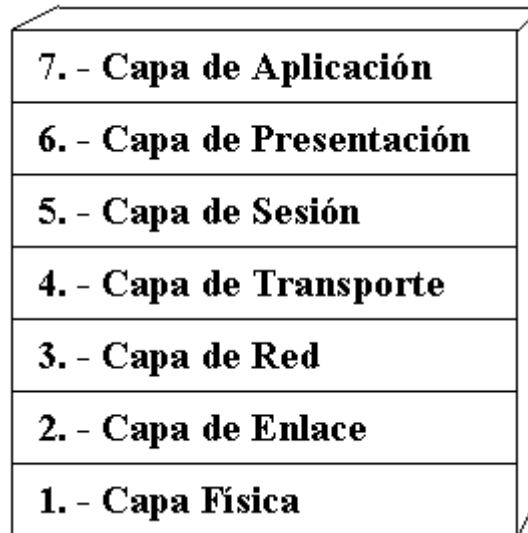 7. - Capa de Aplicación
6. - Capa de Presentación
5. - Capa de Sesión
4. - Capa de Transporte
3. - Capa de Red
2. - Capa de Enlace
1. - Capa Física